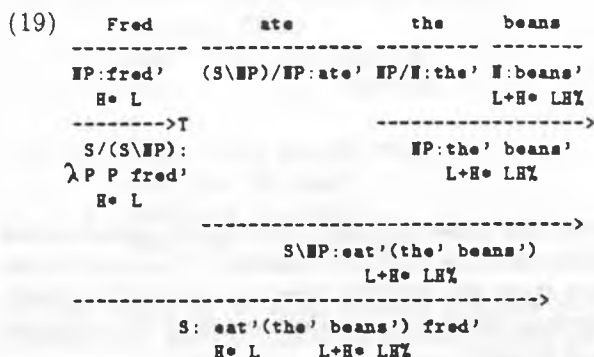 (19) Fred ate the beans
---------- ---------------- --------- --------
NP:fred' (S\NP)/NP:ate' NP/N:the' N:beans'
H* L L+H* LH%
--------->T ------------------>
S/(S\NP): NP:the' beans'
λP P fred' L+H* LH%
H* L
---------------------------------->
S\NP:eat'(the' beans')
L+H* LH%
------------------------------------------>
S: eat'(the' beans') fred'
H* L L+H* LH%